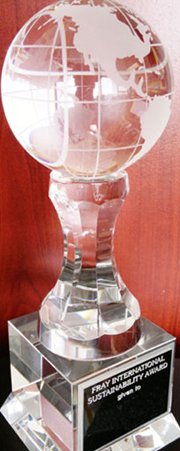 FRAY INTERNATIONAL
SUSTAINABILITY AWARD
given to